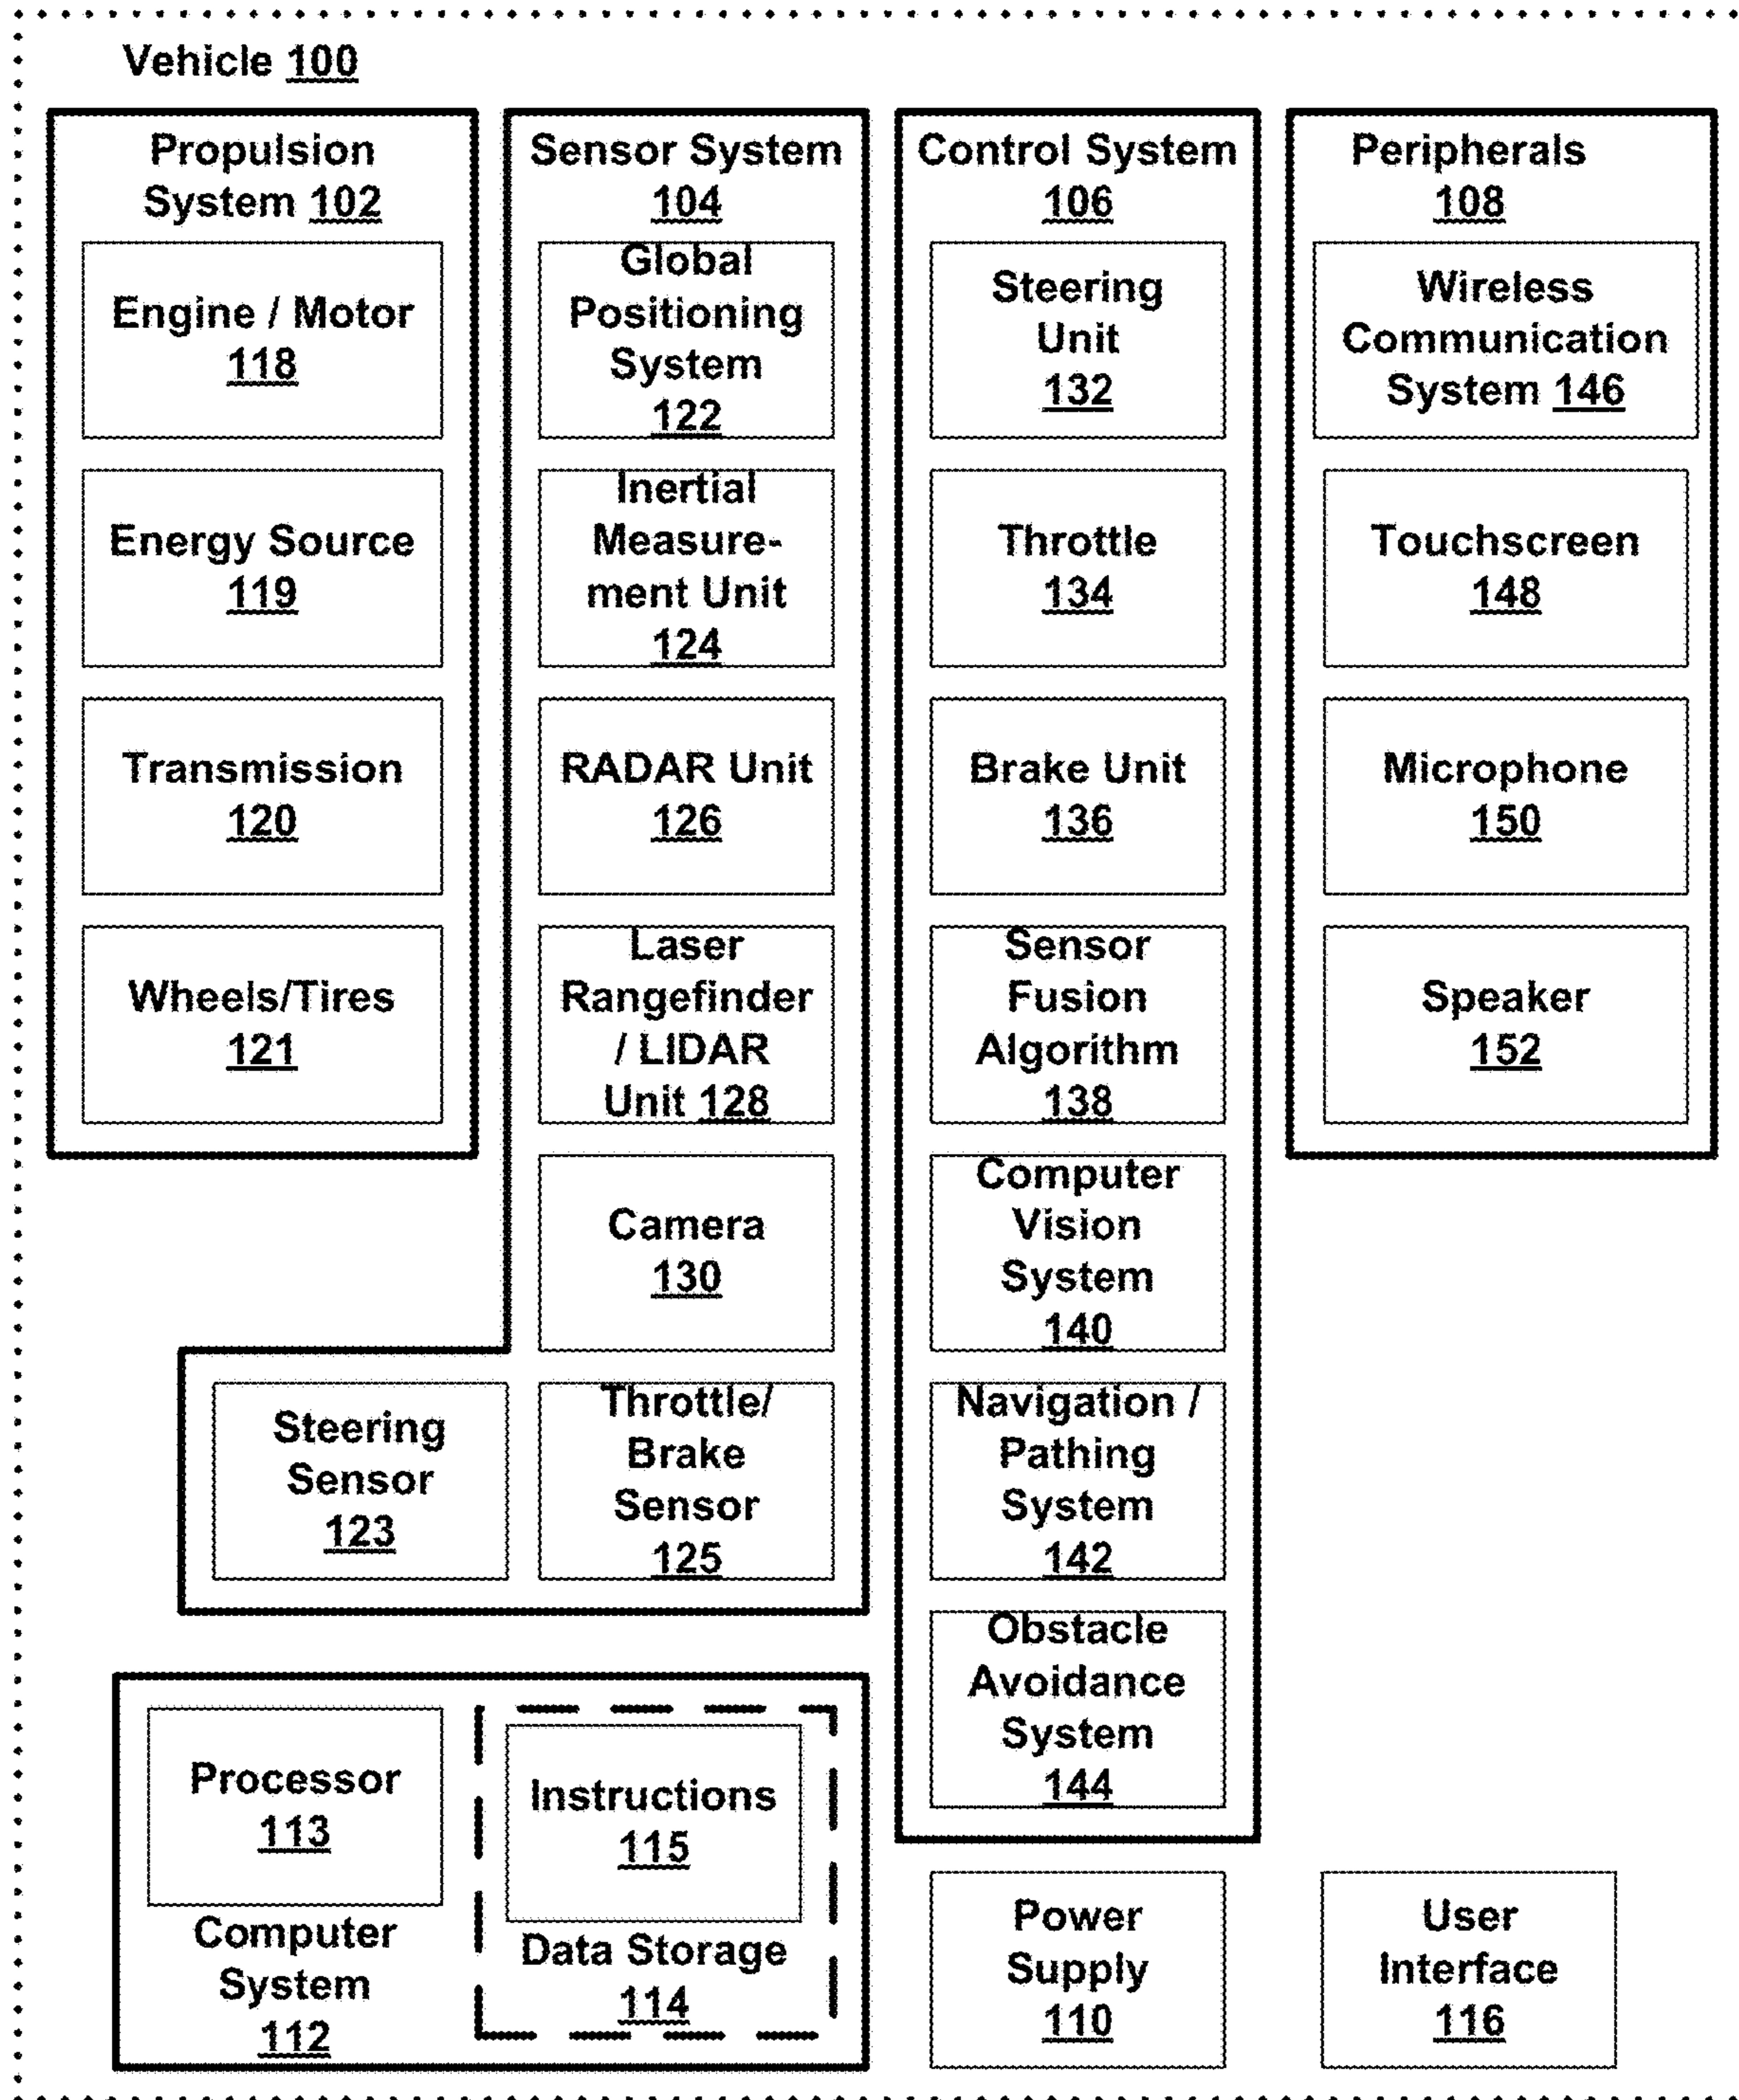 Vehicle 100
Propulsion
System 102
Engine / Motor
118
Energy Source
119
Transmission
120
Wheels/Tires
121
Sensor System
104
Global
Positioning
System
122
Inertial
Measure-
ment Unit
124
RADAR Unit
126
Laser
Rangefinder
/ LIDAR
Unit 128
Camera
130
Steering
Sensor
123
Throttle/
Brake
Sensor
125
Control System
106
Steering
Unit
132
Throttle
134
Brake Unit
136
Sensor
Fusion
Algorithm
138
Computer
Vision
System
140
Navigation /
Pathing
System
142
Obstacle
Avoidance
System
144
Peripherals
108
Wireless
Communication
System 146
Touchscreen
148
Microphone
150
Speaker
152
Processor
113
Computer
System
112
Instructions
115
Data Storage
114
Power
Supply
110
User
Interface
116